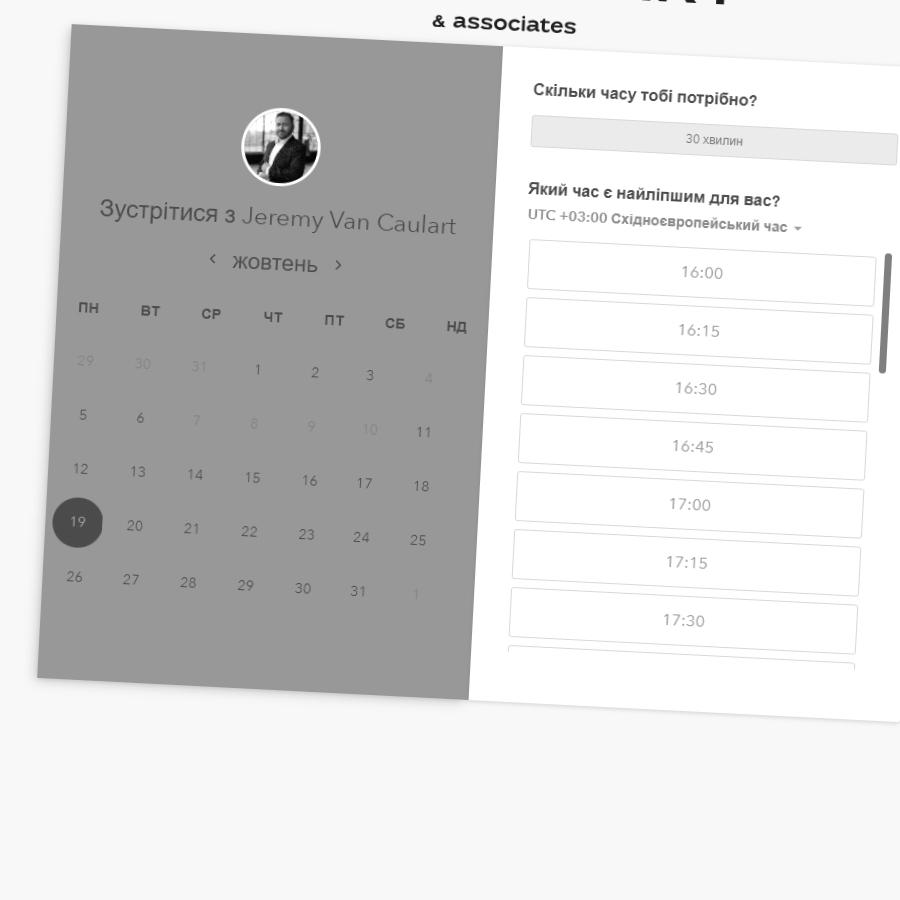 & associates
Зустрітися з Jeremy Van Caulart
жовтень
ПН ВТ СР ЧТ ПТ СБ НД
29 30 31 1 2 3 4
5 6 7 8 9 10 11
12 13 14 15 16 17 18
19 20 21 22 23 24 25
26 27 28 29 30 31 1
Скільки часу тобі потрібно?
30 хвилин
Який час є найліпшим для вас?
UTC +03:00 Східноєвропейський час
16:00
16:15
16:30
16:45
17:00
17:15
17:30